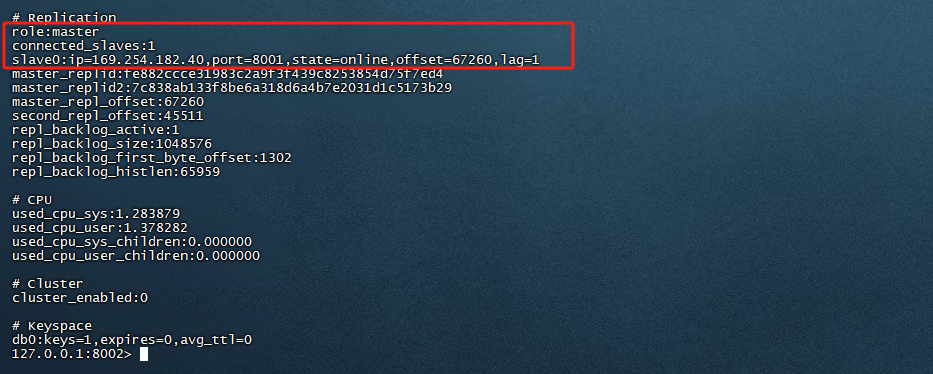 # Replication
role:master
connected_slaves:1
slave0:ip=169.254.182.40,port=8001,state=online,offset=67260,lag=1
master_replid:fe882ccce31983c2a9f3f439c8253854d75f7ed4
master_replid2:7c838ab133f8be6a318d6a4b7e2031d1c5173b29
master_repl_offset:67260
second_repl_offset:45511
repl_backlog_active:1
repl_backlog_size:1048576
repl_backlog_first_byte_offset:1302
repl_backlog_histlen:65959
# CPU
used_cpu_sys:1.283879
used_cpu_user:1.378282
used_cpu_sys_children:0.000000
used_cpu_user_children:0.000000
# Cluster
cluster_enabled:0
# Keyspace
db0:keys=1,expires=0,avg_ttl=0
127.0.0.1:8002>